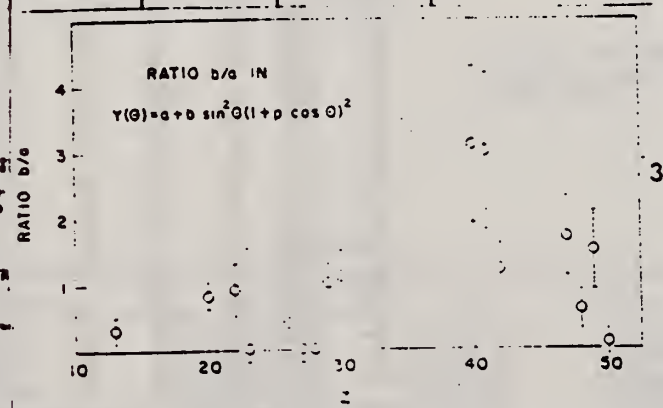 RATIO b/a IN
Y(Θ)=a+b sin²Θ(1+p cos Θ)²
RATIO b/a
4
3
2
1
3
10 20 30 40 50